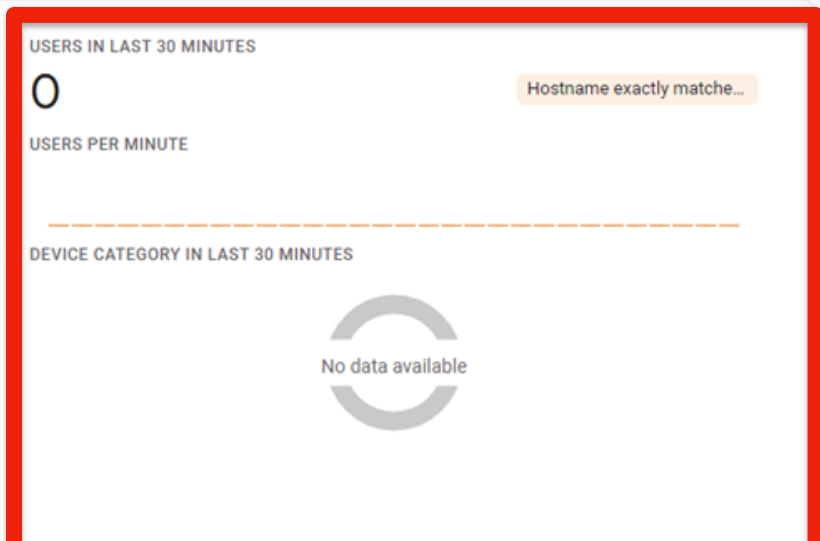 USERS IN LAST 30 MINUTES
0
Hostname exactly matche...
USERS PER MINUTE
DEVICE CATEGORY IN LAST 30 MINUTES
No data available